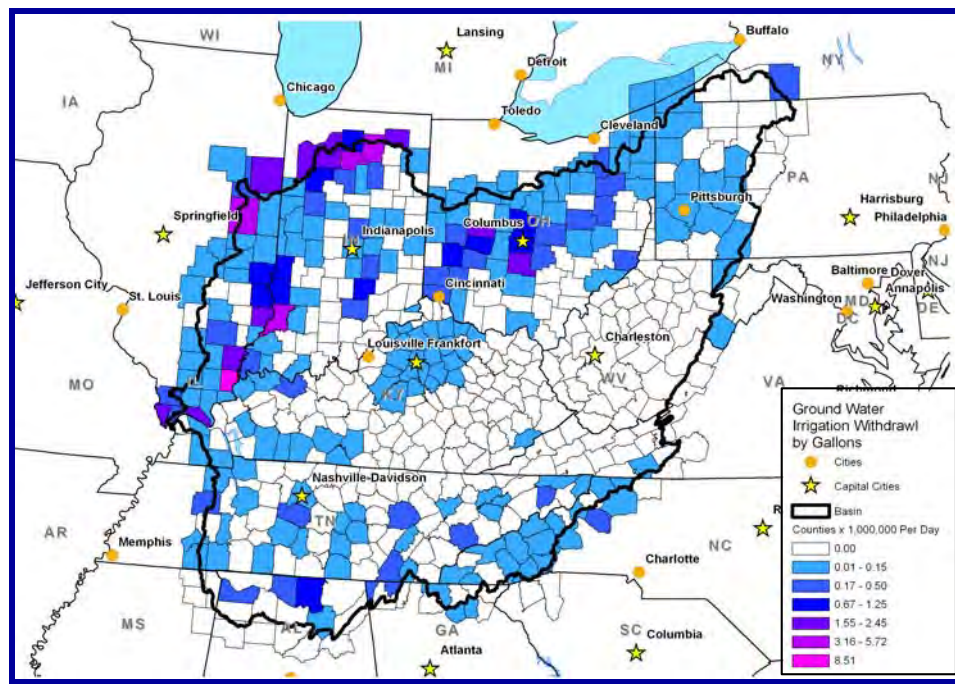 WI
Lansing
MI
Buffalo
NY
Detroit
Chicago
IA
Toledo
Cleveland
PA
Pittsburgh
NJ
Harrisburg
Philadelphia
Springfield
Columbus
OH
Indianapolis
IN
NJ
Baltimore
Dover
Jefferson City
St. Louis
Cincinnati
Washington
MD
Annapolis
DC
DE
Louisville
Frankfort
Charleston
WV
MO
IL
KY
VA
Ground Water
Irrigation Withdrawl
by Gallons
Cities
Capital Cities
Basin
Counties x 1,000,000 Per Day
0.00
0.01 - 0.15
0.17 - 0.50
0.67 - 1.25
1.55 - 2.45
3.16 - 5.72
8.51
Nashville-Davidson
TN
AR
Memphis
NC
R
Charlotte
MS
AL
GA
SC
Columbia
Atlanta